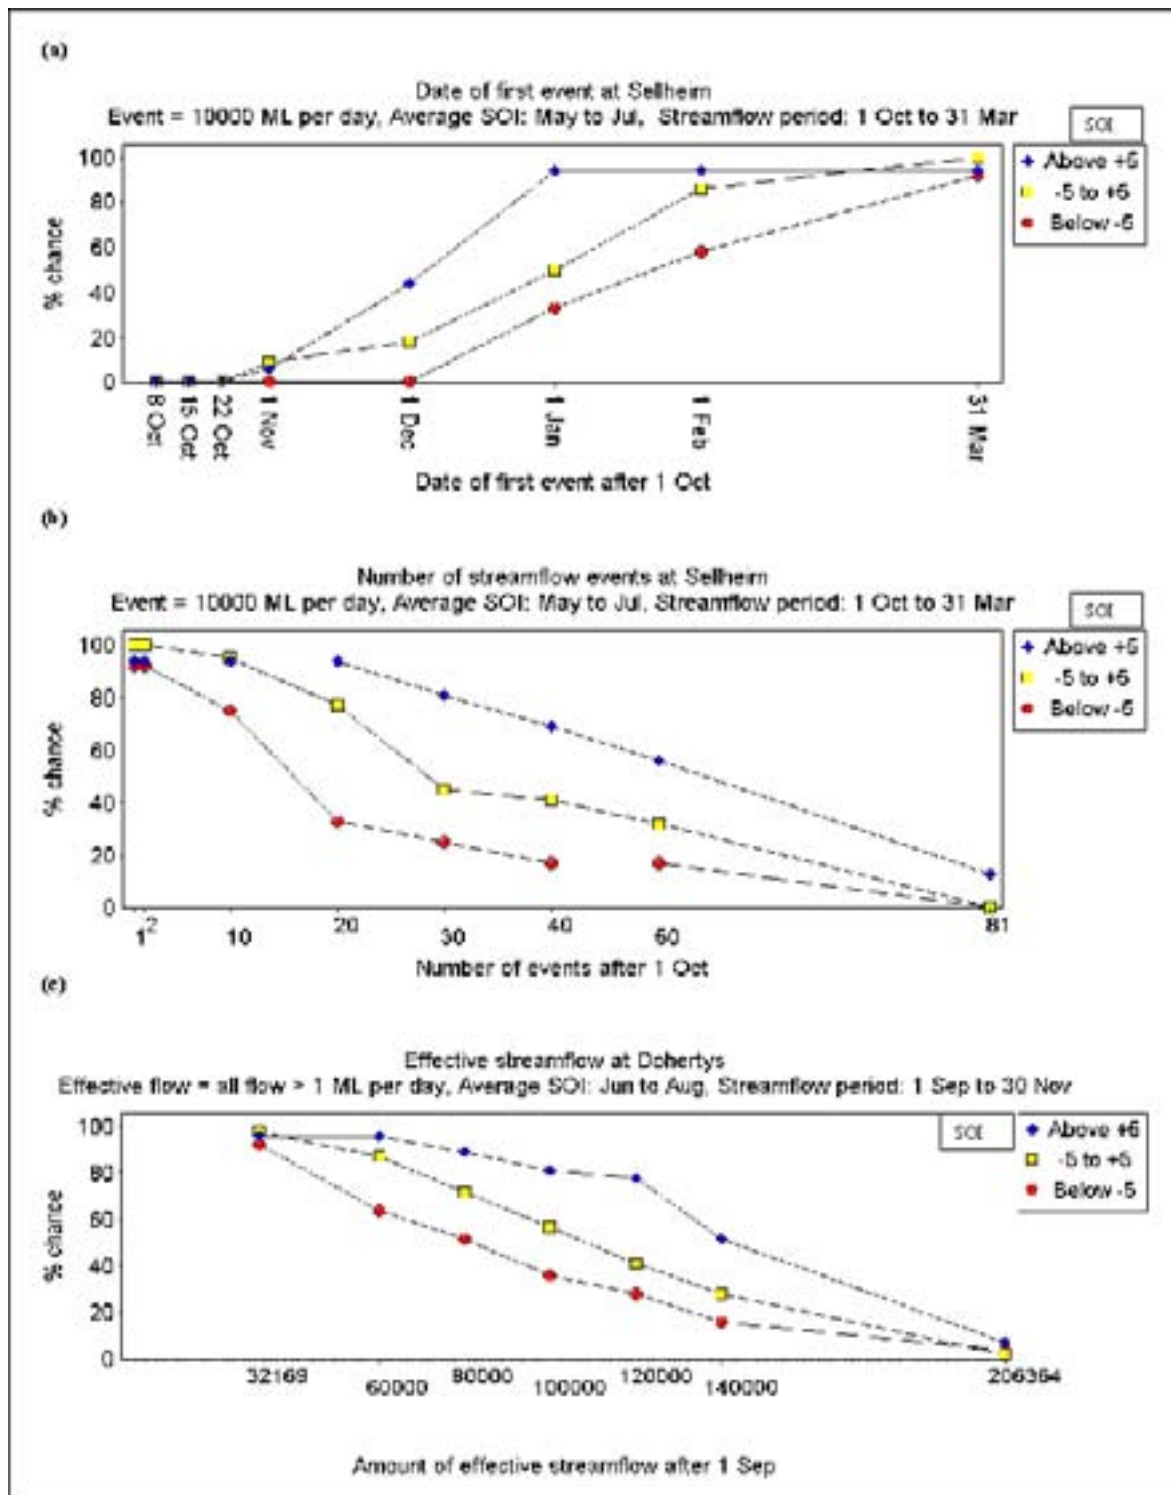 (a)
Date of first event at Sellheim
Event = 10000 ML per day, Average SOI: May to Jul, Streamflow period: 1 Oct to 31 Mar
SOI
Above +5
-5 to +5
Below -5
100
80
60
40
20
0
% chance
8 Oct
15 Oct
22 Oct
1 Nov
1 Dec
1 Jan
1 Feb
31 Mar
Date of first event after 1 Oct
(b)
Number of streamflow events at Sellheim
Event = 10000 ML per day, Average SOI: May to Jul, Streamflow period: 1 Oct to 31 Mar
SOI
Above +5
-5 to +5
Below -5
100
80
60
40
20
0
% chance
1 2 10 20 30 40 50 81
Number of events after 1 Oct
(c)
Effective streamflow at Dohertys
Effective flow = all flow > 1 ML per day, Average SOI: Jun to Aug, Streamflow period: 1 Sep to 30 Nov
SOI
Above +5
-5 to +5
Below -5
100
80
60
40
20
0
% chance
32169 60000 80000 100000 120000 140000 206364
Amount of effective streamflow after 1 Sep